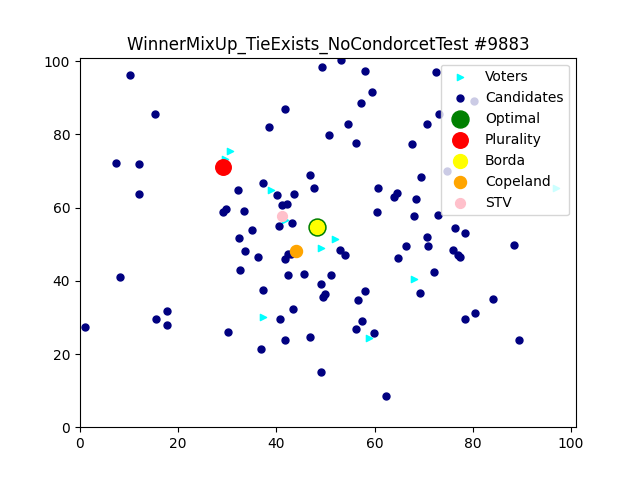 WinnerMixUp_TieExists_NoCondorcetTest #9883
100
80
60
40
20
0
0
20
40
60
80
100
Voters
Candidates
Optimal
Plurality
Borda
Copeland
STV